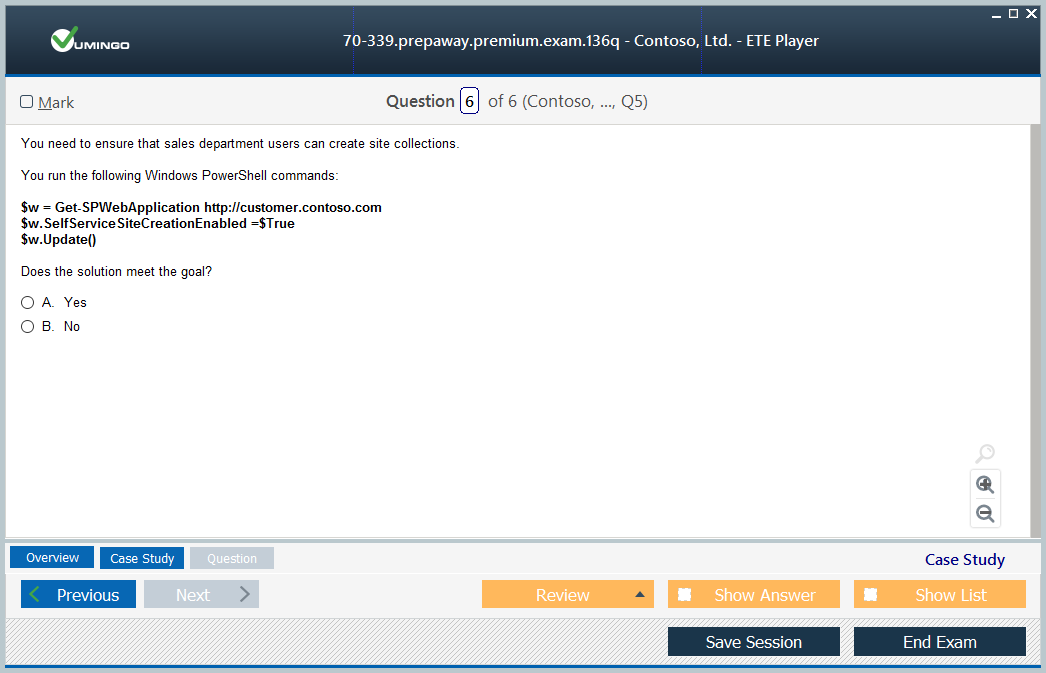 VUMINGO
70-339.prepaway.premium.exam.136q - Contoso, Ltd. - ETE Player
Mark
Question 6 of 6 (Contoso, ..., Q5)
You need to ensure that sales department users can create site collections.
You run the following Windows PowerShell commands:
$w = Get-SPWebApplication http://customer.contoso.com
$w.SelfServiceSiteCreationEnabled =$True
$w.Update()
Does the solution meet the goal?
A. Yes
B. No
Overview Case Study Question Case Study
Previous Next Review Show Answer Show List
Save Session End Exam